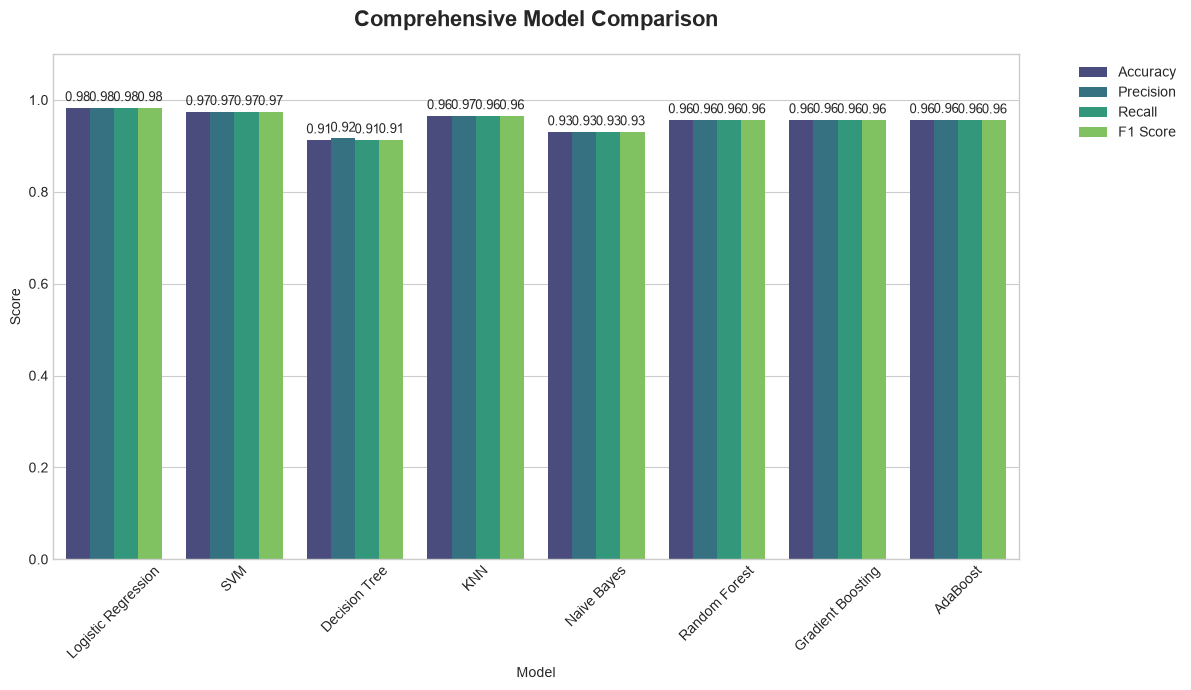 Comprehensive Model Comparison
Accuracy
Precision
Recall
F1 Score
0.98 0.98 0.98 0.98
0.97 0.97 0.97 0.97
0.91 0.92 0.91 0.91
0.96 0.97 0.96 0.96
0.93 0.93 0.93 0.93
0.96 0.96 0.96 0.96
0.96 0.96 0.96 0.96
0.96 0.96 0.96 0.96
1.0
0.8
0.6
0.4
0.2
0.0
Score
Logistic Regression
SVM
Decision Tree
KNN
Naive Bayes
Random Forest
Gradient Boosting
AdaBoost
Model